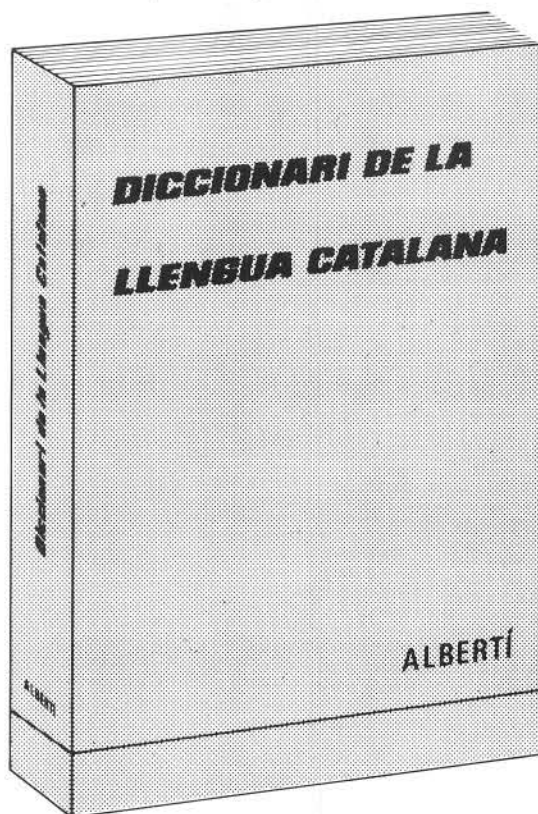 DICCIONARI DE LA
LLENGUA CATALANA
ALBERTÍ
Diccionari de la Llengua Catalana
ALBERTÍ